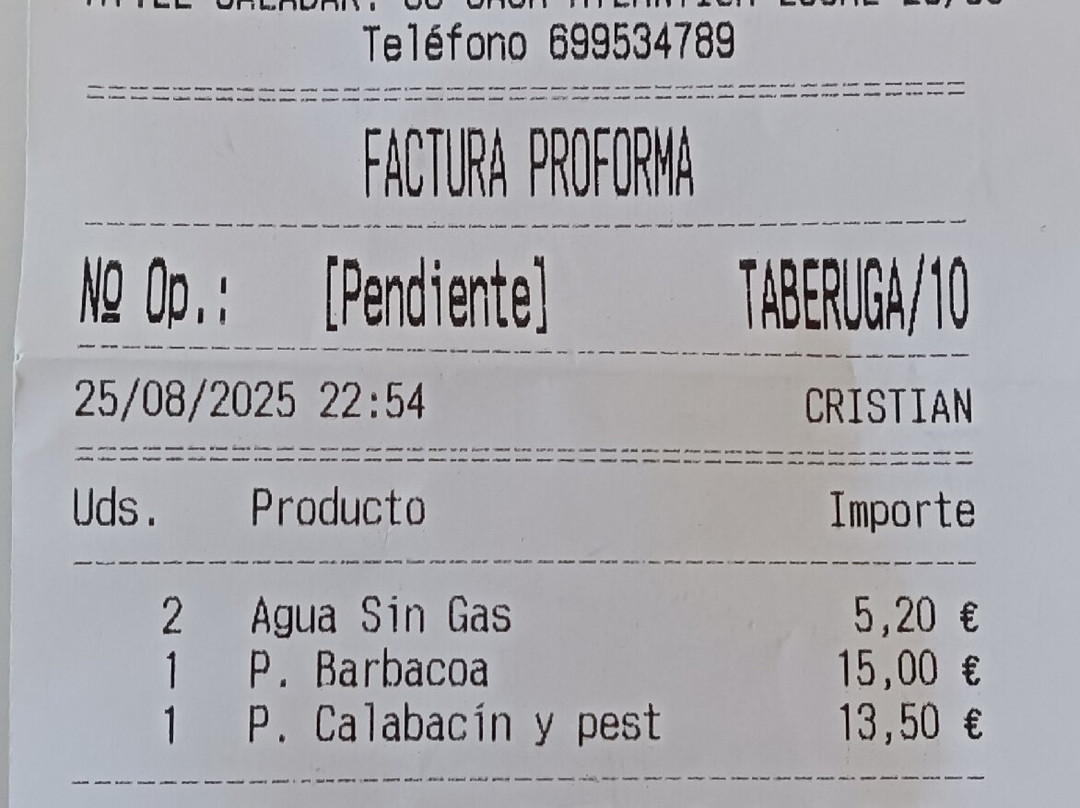 Teléfono 699534789
FACTURA PROFORMA
Nº Op.: [Pendiente] TABERUGA/10
25/08/2025 22:54 CRISTIAN
Uds. Producto Importe
2 Agua Sin Gas 5,20 €
1 P. Barbacoa 15,00 €
1 P. Calabacín y pest 13,50 €